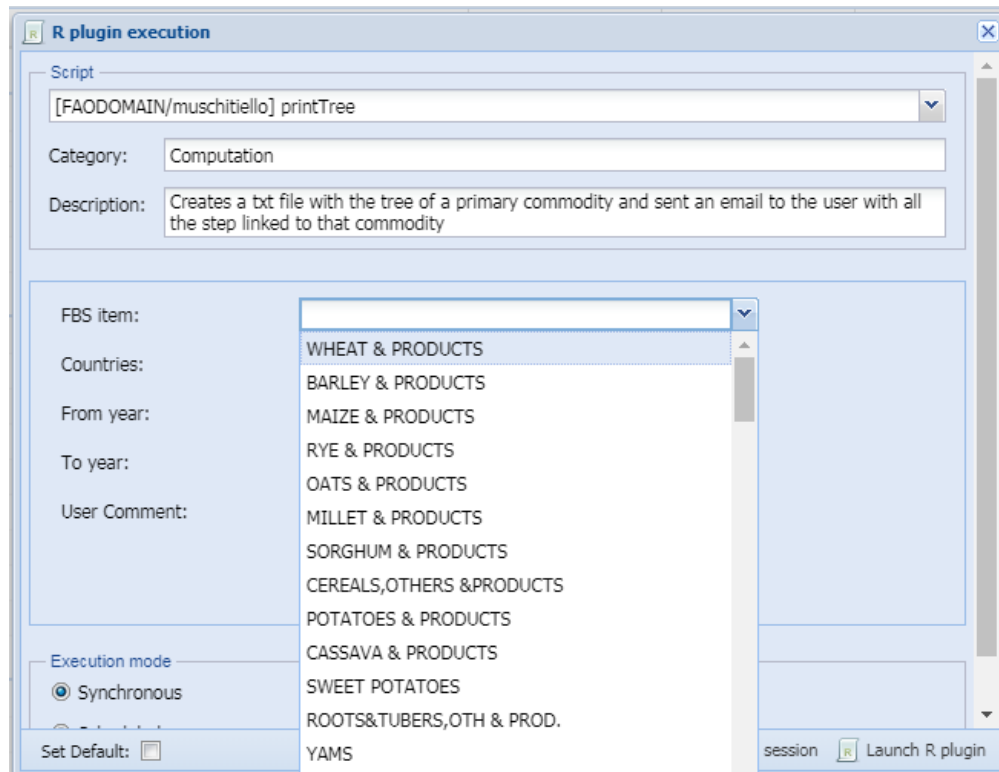 R plugin execution
Script
[FAODOMAIN/muschitiello] printTree
Category: Computation
Description: Creates a txt file with the tree of a primary commodity and sent an email to the user with all
the step linked to that commodity
FBS item:
WHEAT & PRODUCTS
Countries:
BARLEY & PRODUCTS
From year:
MAIZE & PRODUCTS
RYE & PRODUCTS
To year:
OATS & PRODUCTS
User Comment:
MILLET & PRODUCTS
SORGHUM & PRODUCTS
CEREALS,OTHERS &PRODUCTS
POTATOES & PRODUCTS
CASSAVA & PRODUCTS
Execution mode
Synchronous
SWEET POTATOES
ROOTS&TUBERS,OTH & PROD.
Set Default:
YAMS
session
Launch R plugin